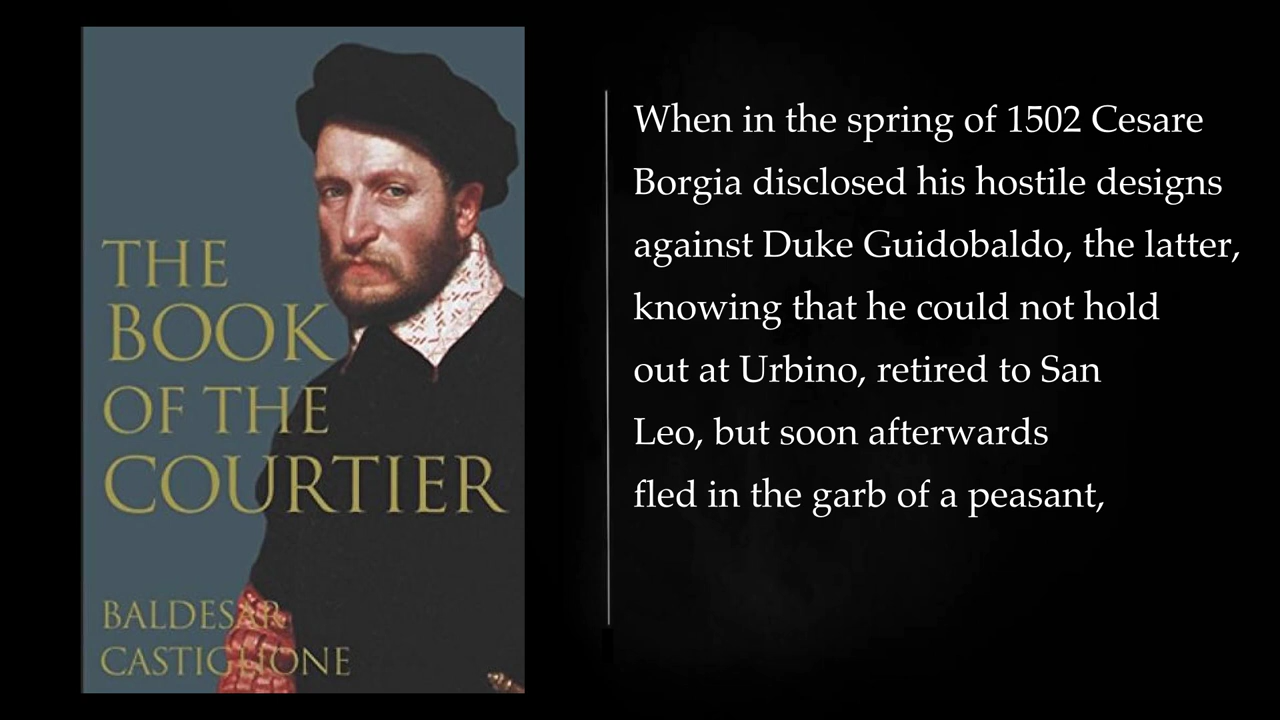 THE
BOOK
OF THE
COURTIER
BALDESAR
CASTIGLIONE
When in the spring of 1502 Cesare
Borgia disclosed his hostile designs
against Duke Guidobaldo, the latter,
knowing that he could not hold
out at Urbino, retired to San
Leo, but soon afterwards
fled in the garb of a peasant,